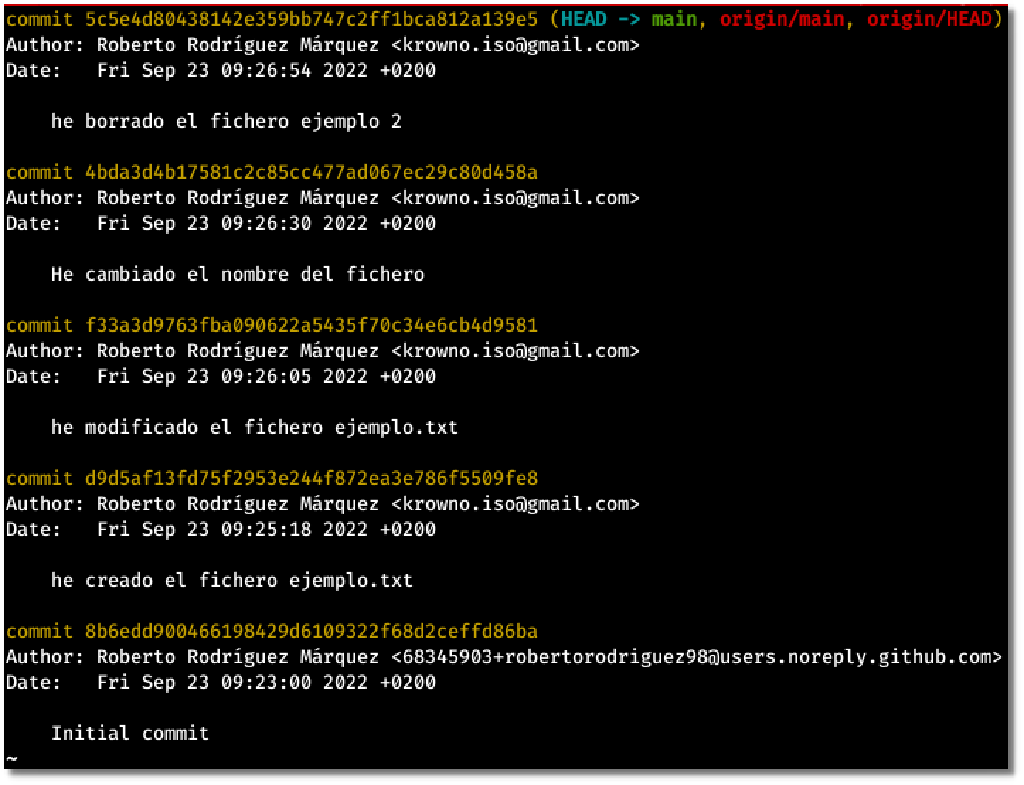 commit 5c5e4d80438142e359bb747c2ff1bca812a139e5 (HEAD -> main, origin/main, origin/HEAD)
Author: Roberto Rodríguez Márquez <krowno.iso@gmail.com>
Date:   Fri Sep 23 09:26:54 2022 +0200
he borrado el fichero ejemplo 2
commit 4bda3d4b17581c2c85cc477ad067ec29c80d458a
Author: Roberto Rodríguez Márquez <krowno.iso@gmail.com>
Date:   Fri Sep 23 09:26:30 2022 +0200
He cambiado el nombre del fichero
commit f33a3d9763fba090622a5435f70c34e6cb4d9581
Author: Roberto Rodríguez Márquez <krowno.iso@gmail.com>
Date:   Fri Sep 23 09:26:05 2022 +0200
he modificado el fichero ejemplo.txt
commit d9d5af13fd75f2953e244f872ea3e786f5509fe8
Author: Roberto Rodríguez Márquez <krowno.iso@gmail.com>
Date:   Fri Sep 23 09:25:18 2022 +0200
he creado el fichero ejemplo.txt
commit 8b6edd900466198429d6109322f68d2ceffd86ba
Author: Roberto Rodríguez Márquez <68345903+robertorodriguez98@users.noreply.github.com>
Date:   Fri Sep 23 09:23:00 2022 +0200
Initial commit
~